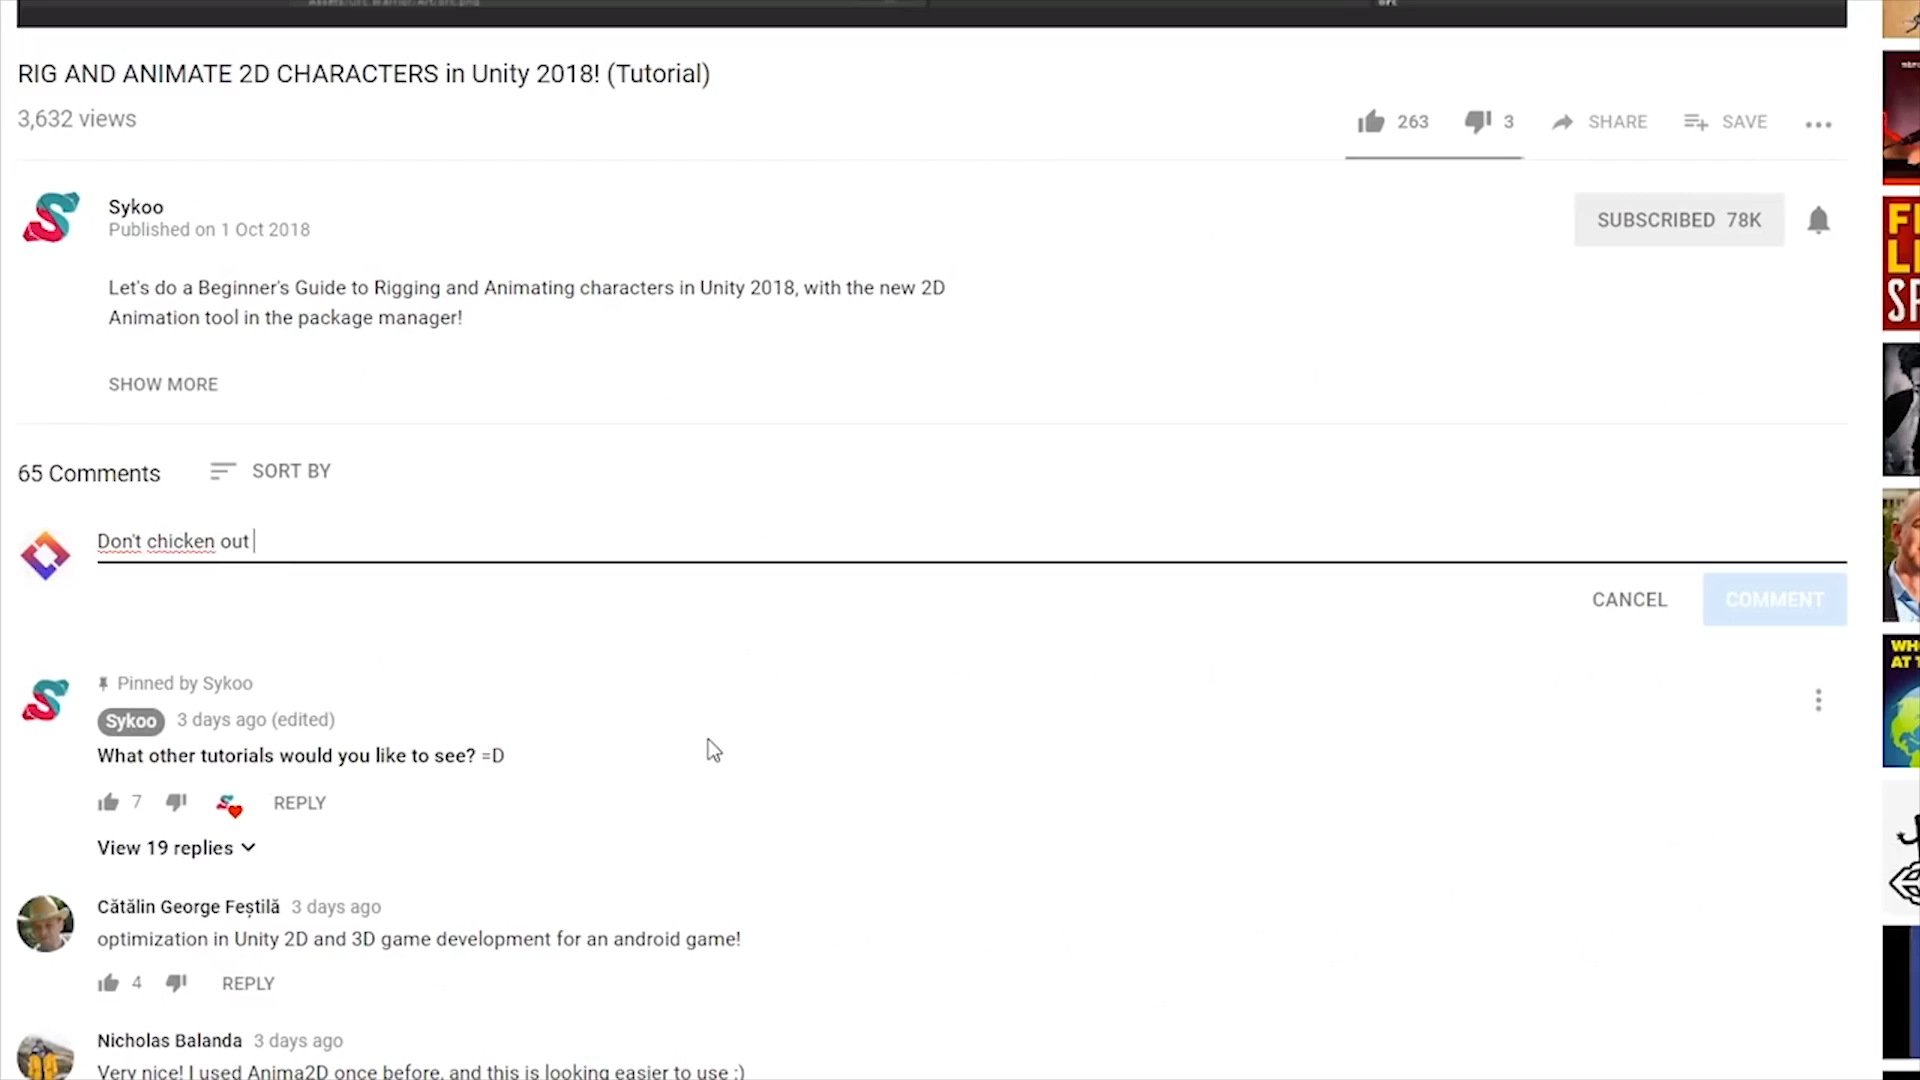 RIG AND ANIMATE 2D CHARACTERS in Unity 2018! (Tutorial)
3,632 views
263
3
SHARE
SAVE
Sykoo
Published on 1 Oct 2018
SUBSCRIBED 78K
Let's do a Beginner's Guide to Rigging and Animating characters in Unity 2018, with the new 2D
Animation tool in the package manager!
SHOW MORE
65 Comments
SORT BY
Don't chicken out
CANCEL
COMMENT
Pinned by Sykoo
Sykoo 3 days ago (edited)
What other tutorials would you like to see? =D
7
REPLY
View 19 replies
Cătălin George Feștilă 3 days ago
optimization in Unity 2D and 3D game development for an android game!
4
REPLY
Nicholas Balanda 3 days ago
Very nice! I used Anima2D once before, and this is looking easier to use :)